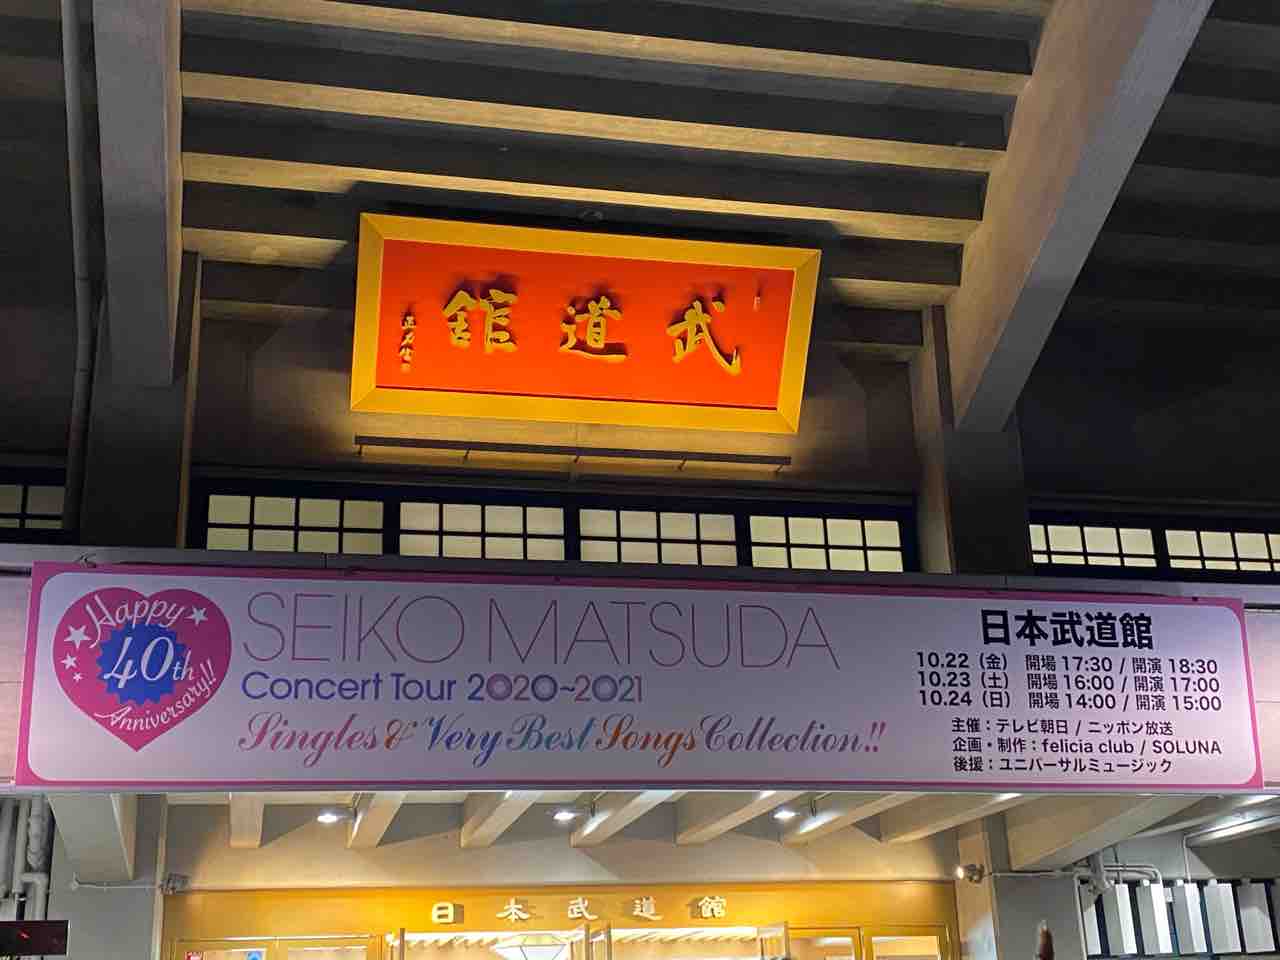 館道武
正力書
Happy
40th
Anniversary!!
SEIKO MATSUDA
Concert Tour 2020~2021
Singles & Very Best Songs Collection!!
日本武道館
10.22（金） 開場 17:30 / 開演 18:30
10.23（土） 開場 16:00 / 開演 17:00
10.24（日） 開場 14:00 / 開演 15:00
主催：テレビ朝日 / ニッポン放送
企画・制作：felicia club / SOLUNA
後援：ユニバーサルミュージック
日本武道館